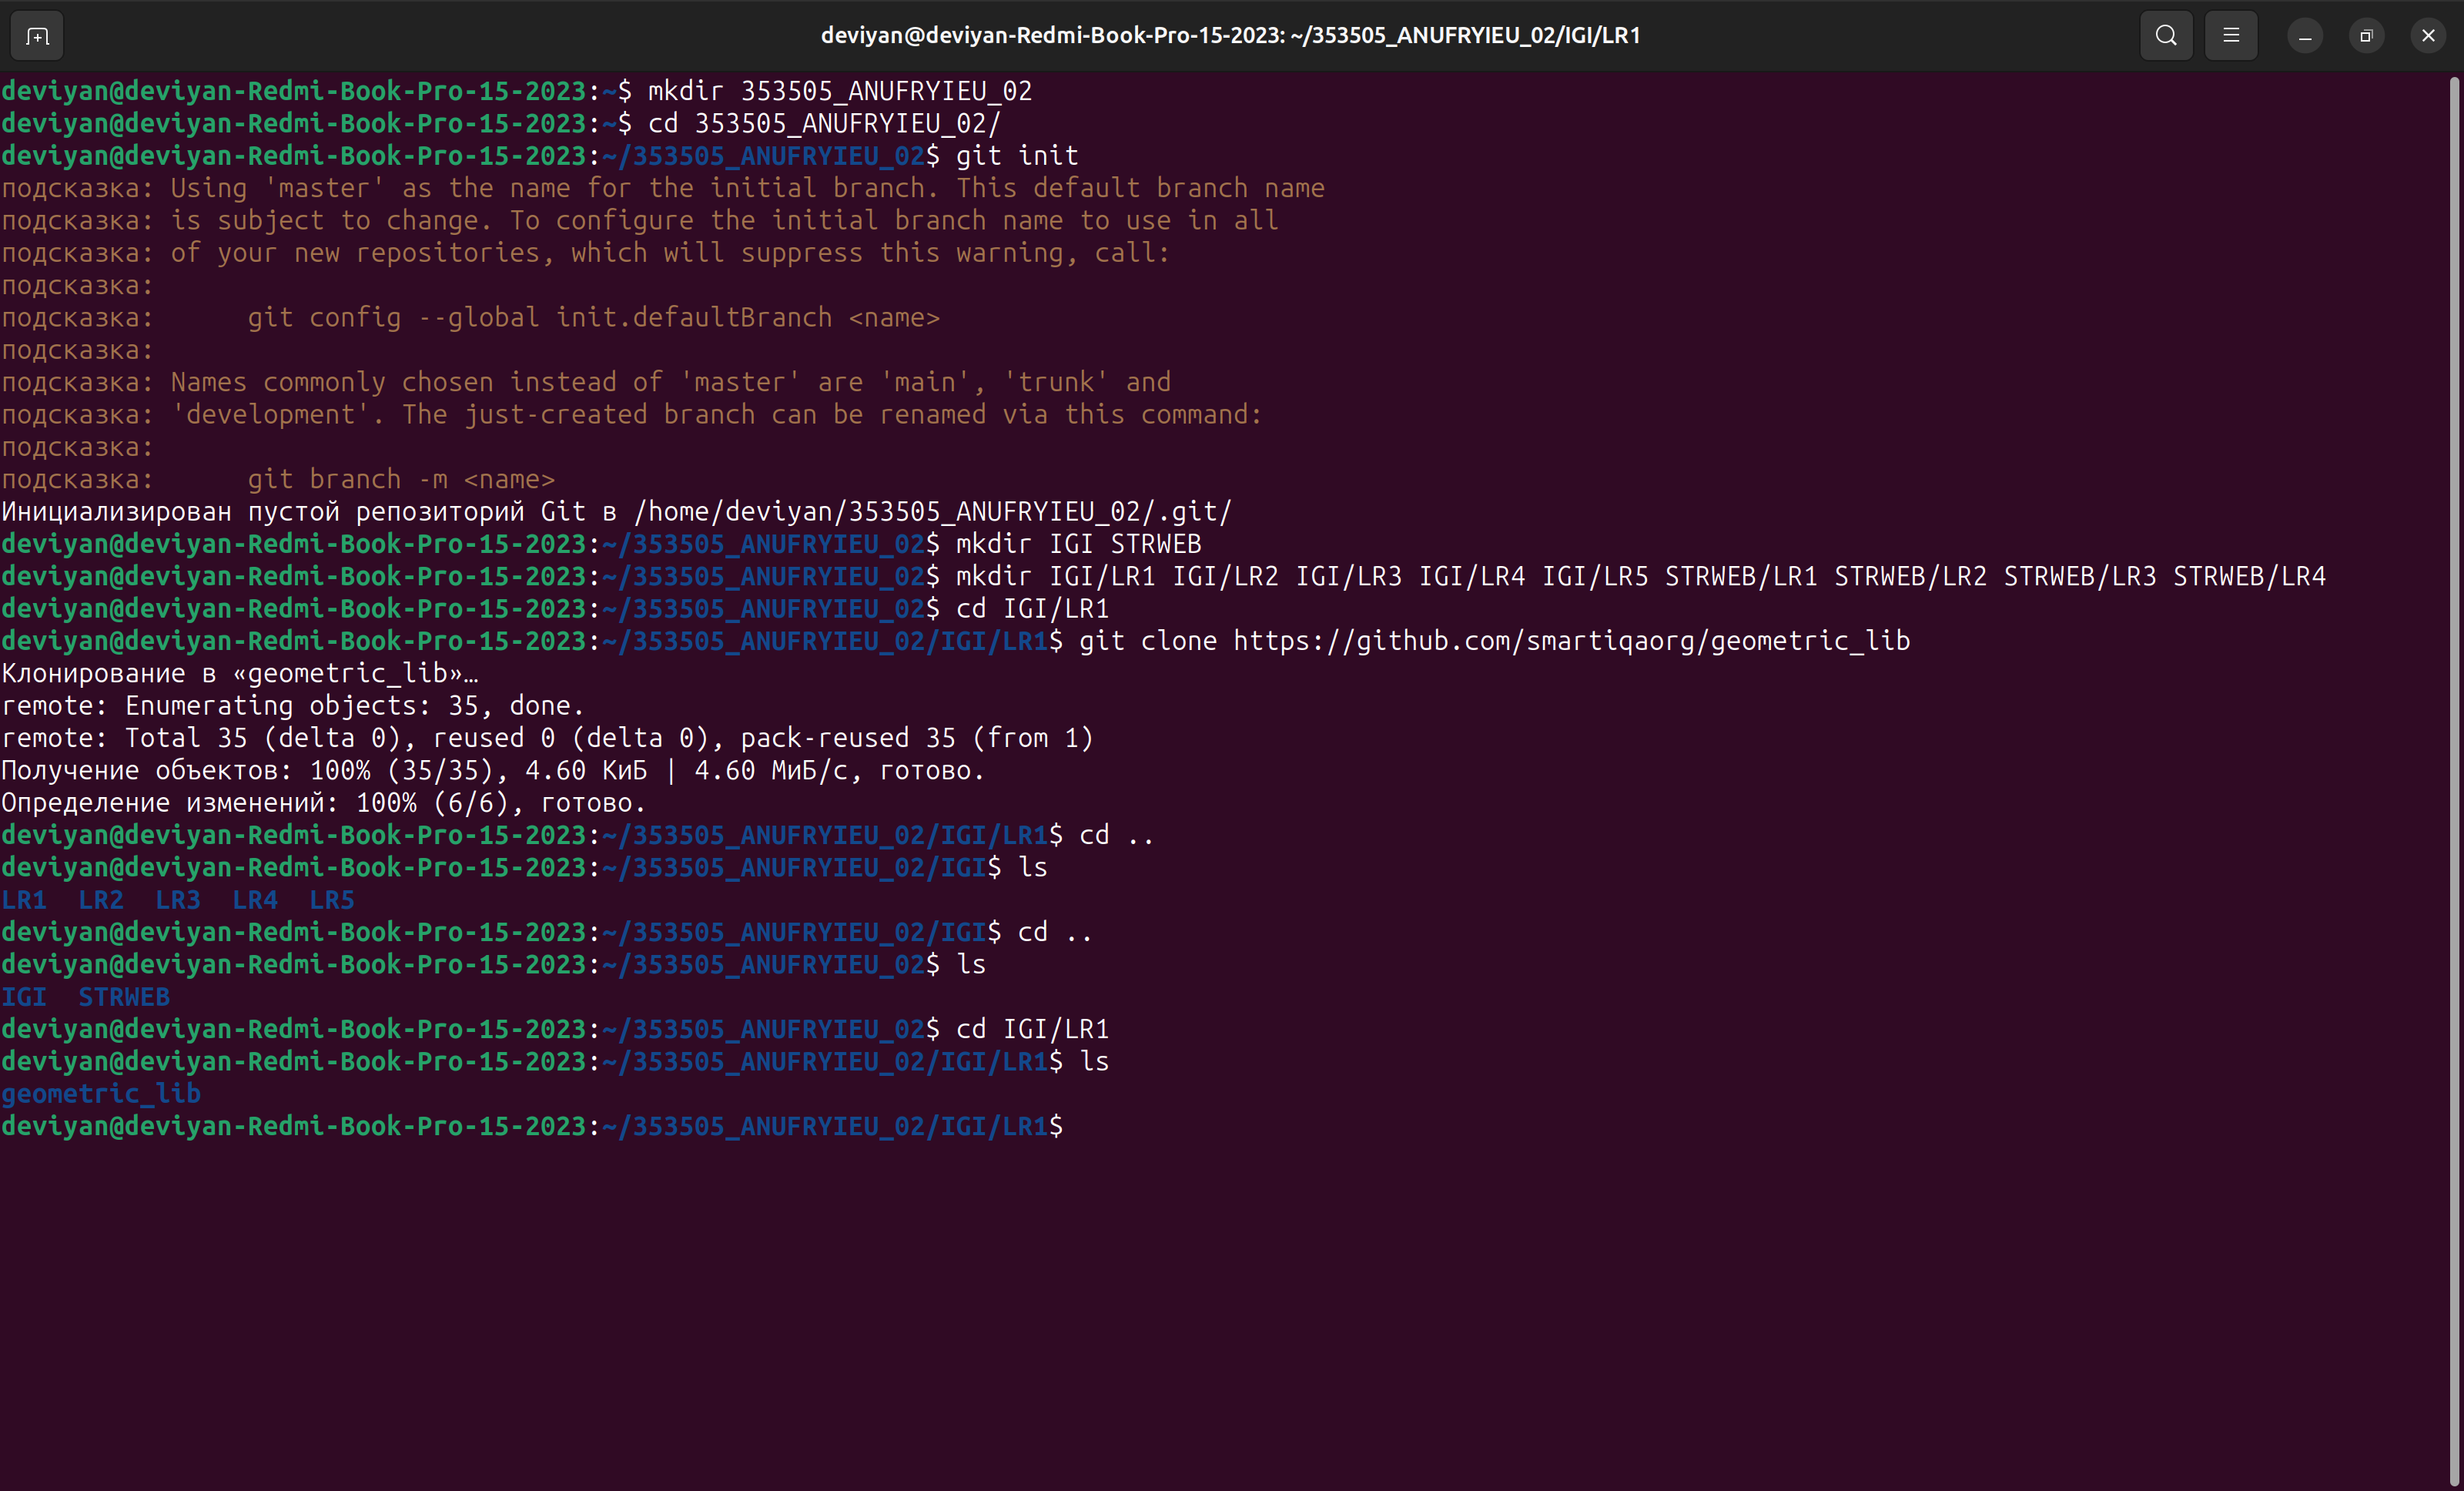 deviyan@deviyan-Redmi-Book-Pro-15-2023: ~/353505_ANUFRYIEU_02/IGI/LR1
deviyan@deviyan-Redmi-Book-Pro-15-2023:~$ mkdir 353505_ANUFRYIEU_02
deviyan@deviyan-Redmi-Book-Pro-15-2023:~$ cd 353505_ANUFRYIEU_02/
deviyan@deviyan-Redmi-Book-Pro-15-2023:~/353505_ANUFRYIEU_02$ git init
подсказка: Using 'master' as the name for the initial branch. This default branch name
подсказка: is subject to change. To configure the initial branch name to use in all
подсказка: of your new repositories, which will suppress this warning, call:
подсказка:
подсказка:      git config --global init.defaultBranch <name>
подсказка:
подсказка: Names commonly chosen instead of 'master' are 'main', 'trunk' and
подсказка: 'development'. The just-created branch can be renamed via this command:
подсказка:
подсказка:      git branch -m <name>
Инициализирован пустой репозиторий Git в /home/deviyan/353505_ANUFRYIEU_02/.git/
deviyan@deviyan-Redmi-Book-Pro-15-2023:~/353505_ANUFRYIEU_02$ mkdir IGI STRWEB
deviyan@deviyan-Redmi-Book-Pro-15-2023:~/353505_ANUFRYIEU_02$ mkdir IGI/LR1 IGI/LR2 IGI/LR3 IGI/LR4 IGI/LR5 STRWEB/LR1 STRWEB/LR2 STRWEB/LR3 STRWEB/LR4
deviyan@deviyan-Redmi-Book-Pro-15-2023:~/353505_ANUFRYIEU_02$ cd IGI/LR1
deviyan@deviyan-Redmi-Book-Pro-15-2023:~/353505_ANUFRYIEU_02/IGI/LR1$ git clone https://github.com/smartiqaorg/geometric_lib
Клонирование в «geometric_lib»…
remote: Enumerating objects: 35, done.
remote: Total 35 (delta 0), reused 0 (delta 0), pack-reused 35 (from 1)
Получение объектов: 100% (35/35), 4.60 КиБ | 4.60 МиБ/с, готово.
Определение изменений: 100% (6/6), готово.
deviyan@deviyan-Redmi-Book-Pro-15-2023:~/353505_ANUFRYIEU_02/IGI/LR1$ cd ..
deviyan@deviyan-Redmi-Book-Pro-15-2023:~/353505_ANUFRYIEU_02/IGI$ ls
LR1  LR2  LR3  LR4  LR5
deviyan@deviyan-Redmi-Book-Pro-15-2023:~/353505_ANUFRYIEU_02/IGI$ cd ..
deviyan@deviyan-Redmi-Book-Pro-15-2023:~/353505_ANUFRYIEU_02$ ls
IGI  STRWEB
deviyan@deviyan-Redmi-Book-Pro-15-2023:~/353505_ANUFRYIEU_02$ cd IGI/LR1
deviyan@deviyan-Redmi-Book-Pro-15-2023:~/353505_ANUFRYIEU_02/IGI/LR1$ ls
geometric_lib
deviyan@deviyan-Redmi-Book-Pro-15-2023:~/353505_ANUFRYIEU_02/IGI/LR1$